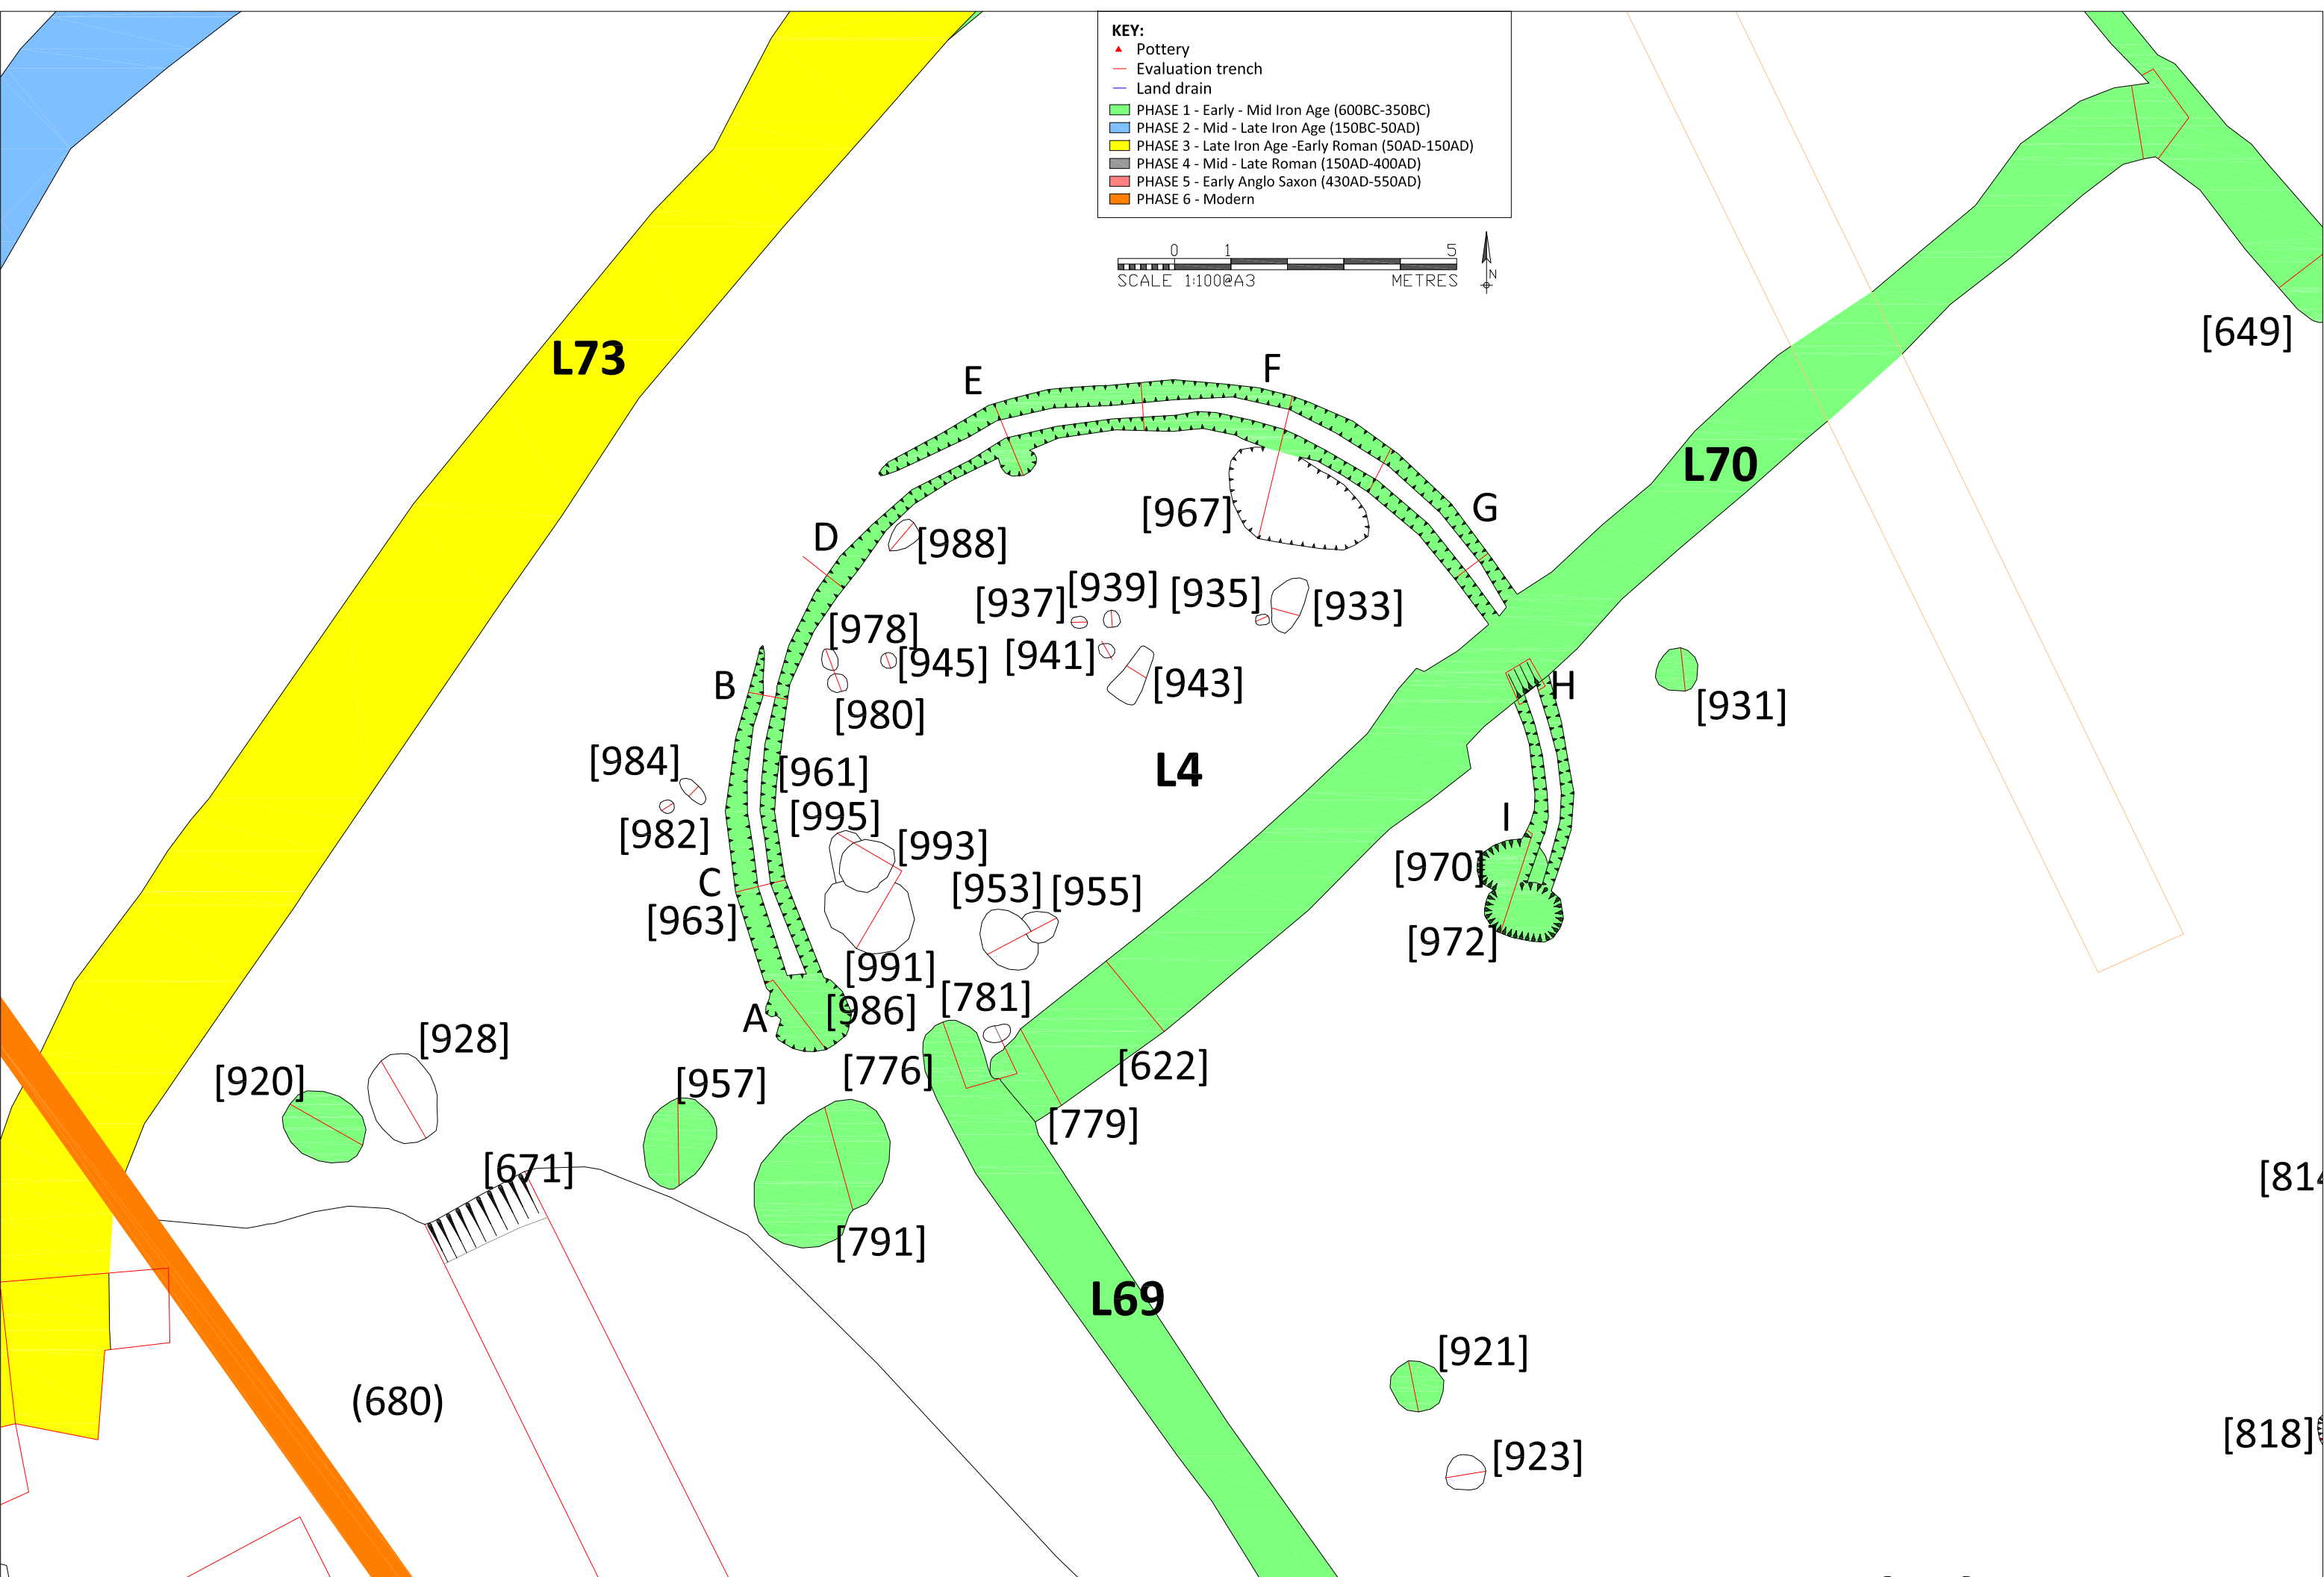 KEY:
Pottery
Evaluation trench
Land drain
PHASE 1 - Early - Mid Iron Age (600BC-350BC)
PHASE 2 - Mid - Late Iron Age (150BC-50AD)
PHASE 3 - Late Iron Age -Early Roman (50AD-150AD)
PHASE 4 - Mid - Late Roman (150AD-400AD)
PHASE 5 - Early Anglo Saxon (430AD-550AD)
PHASE 6 - Modern
0 1 5
SCALE 1:100@A3 METRES
N
[649]
L73
E
F
L70
[967]
G
D
[988]
[939]
[937]
[935]
[933]
[978]
[945]
[941]
[943]
B
[980]
H
[931]
[984]
[961]
L4
[982]
[995]
I
[993]
[970]
C
[953]
[955]
[963]
[972]
[991]
[986]
[781]
A
[928]
[920]
[776]
[622]
[957]
[779]
[671]
[814
[791]
L69
[921]
(680)
[818]
[923]